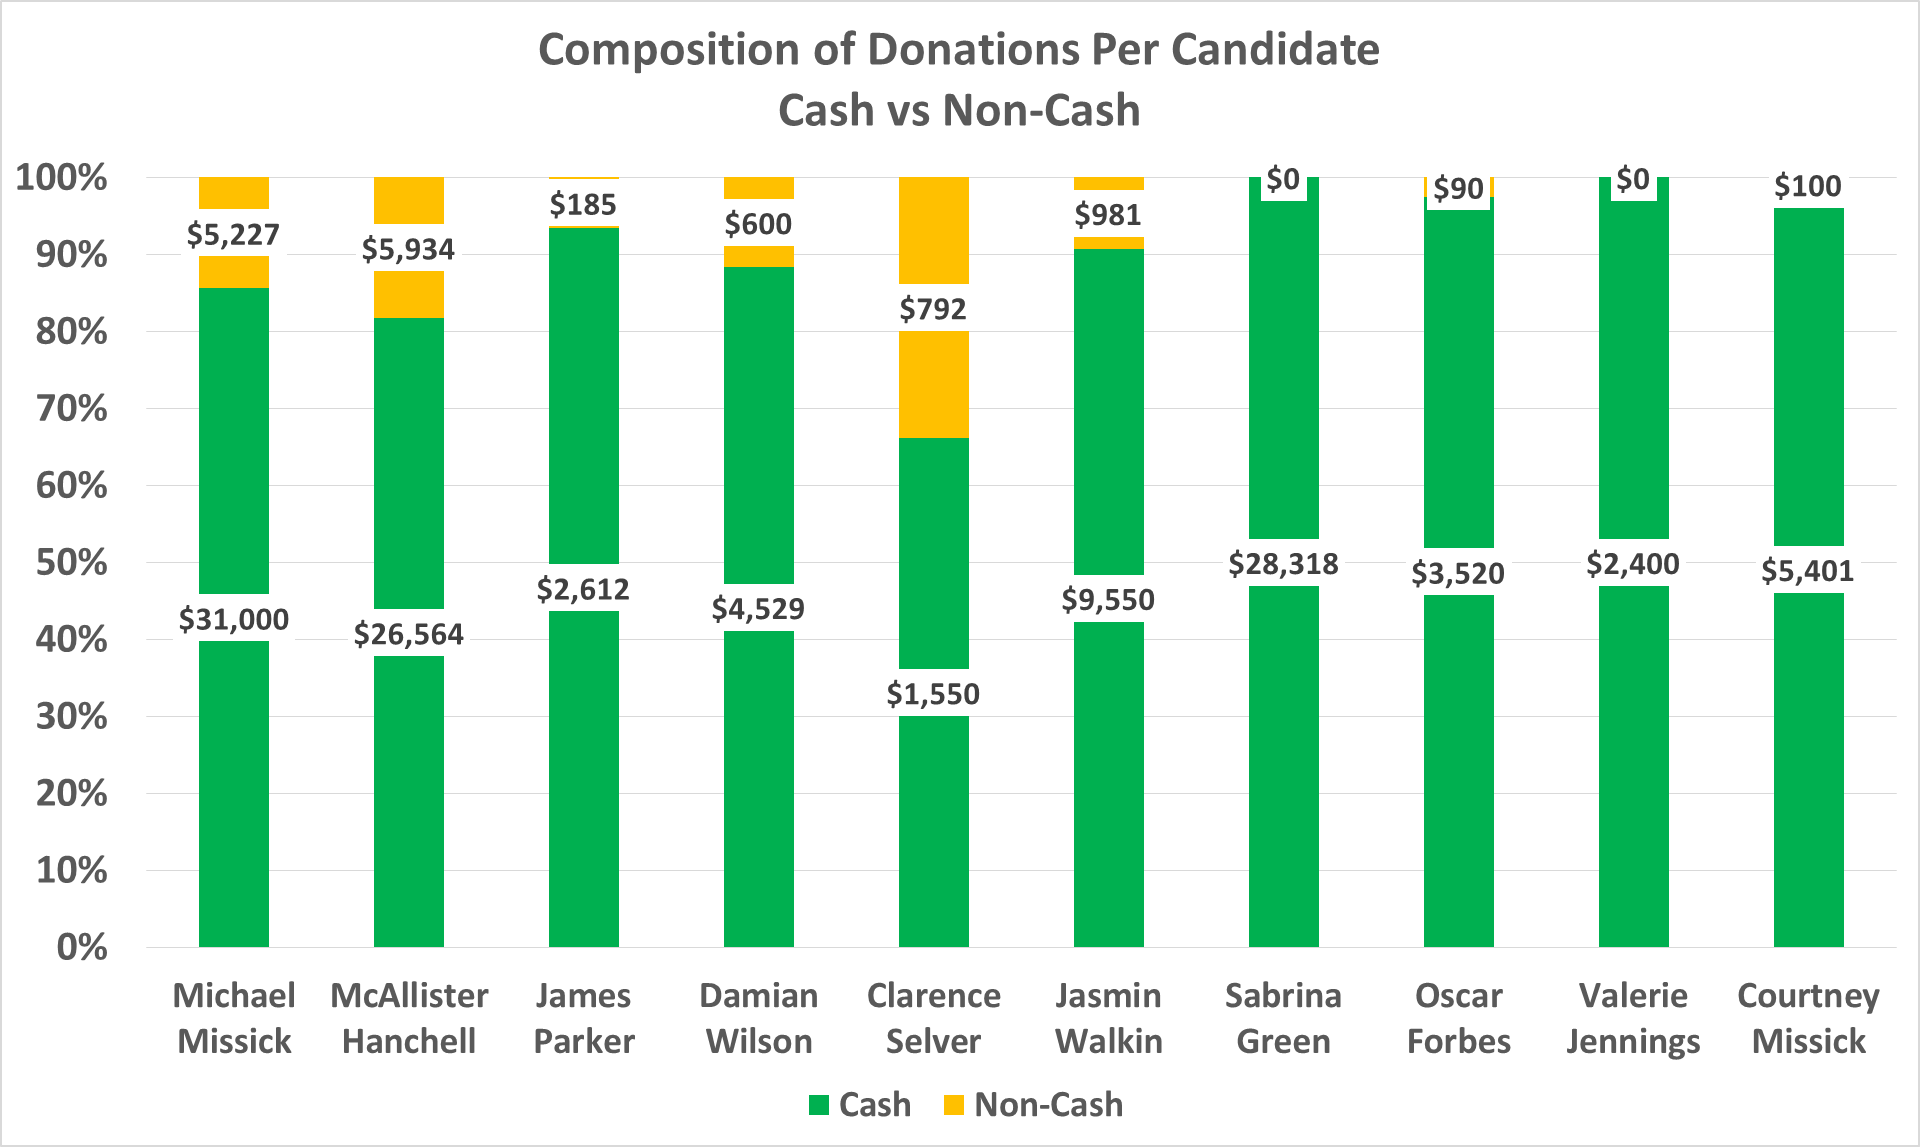 Composition of Donations Per Candidate
Cash vs Non-Cash
100%
90%
80%
70%
60%
50%
40%
30%
20%
10%
0%
$5,227
$5,934
$185
$600
$792
$981
$0
$90
$0
$100
$31,000
$26,564
$2,612
$4,529
$1,550
$9,550
$28,318
$3,520
$2,400
$5,401
Michael
Missick
McAllister
Hanchell
James
Parker
Damian
Wilson
Clarence
Selver
Jasmin
Walkin
Sabrina
Green
Oscar
Forbes
Valerie
Jennings
Courtney
Missick
Cash
Non-Cash